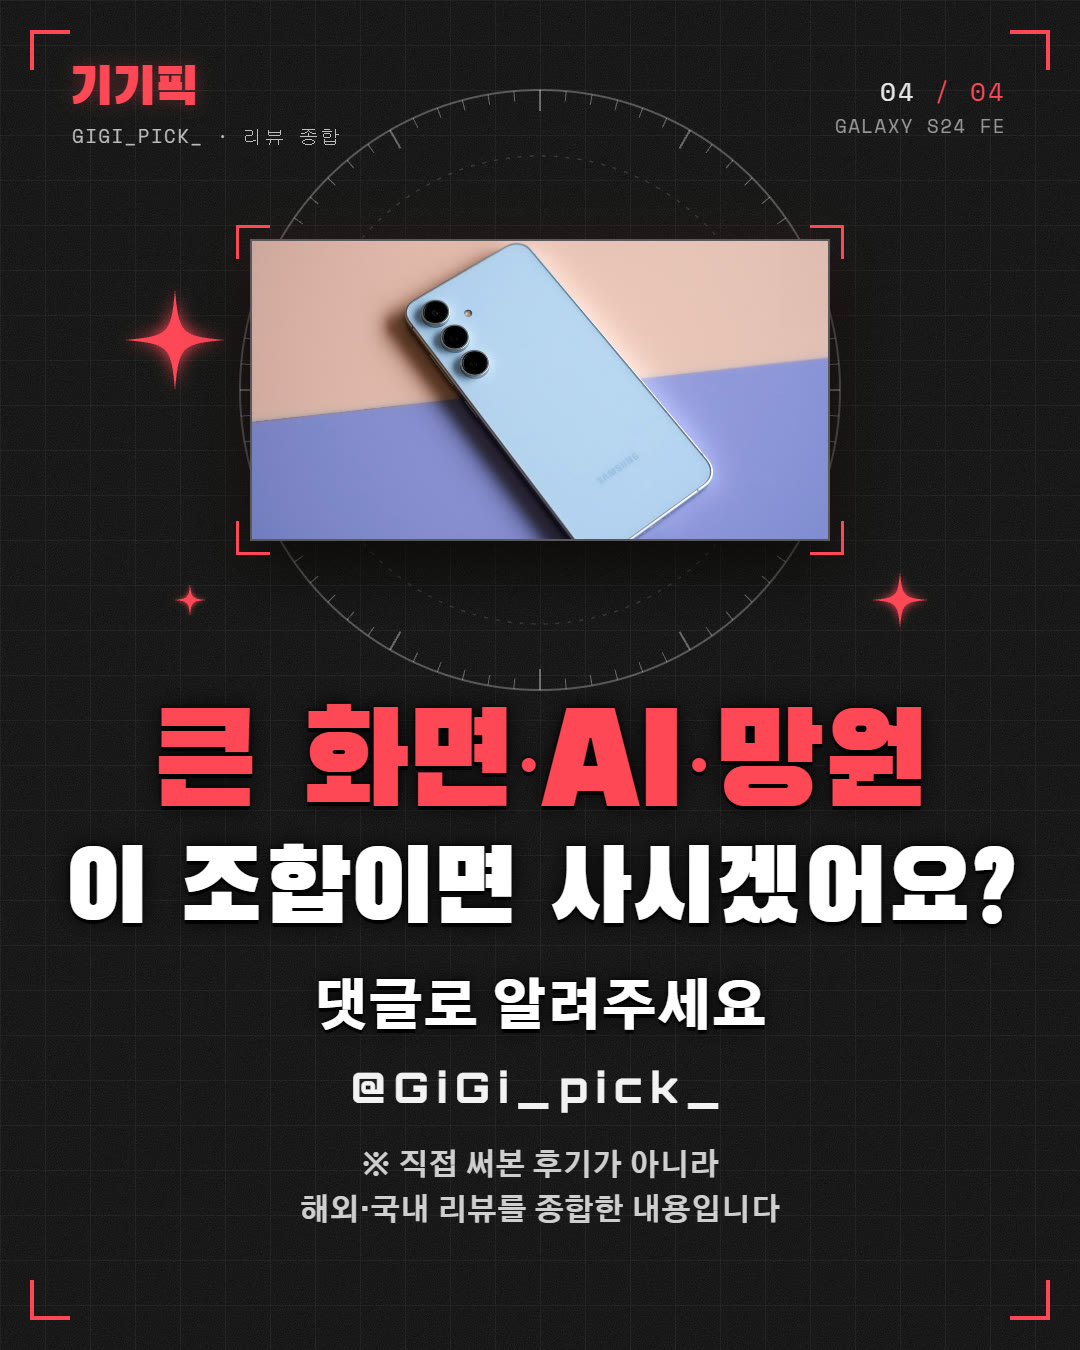 기기픽
GIGI_PICK_ · 리뷰 종합
04 / 04
GALAXY S24 FE
SAMSUNG
큰 화면·AI·망원
이 조합이면 사시겠어요?
댓글로 알려주세요
@GiGi_pick_
※ 직접 써본 후기가 아니라
해외·국내 리뷰를 종합한 내용입니다